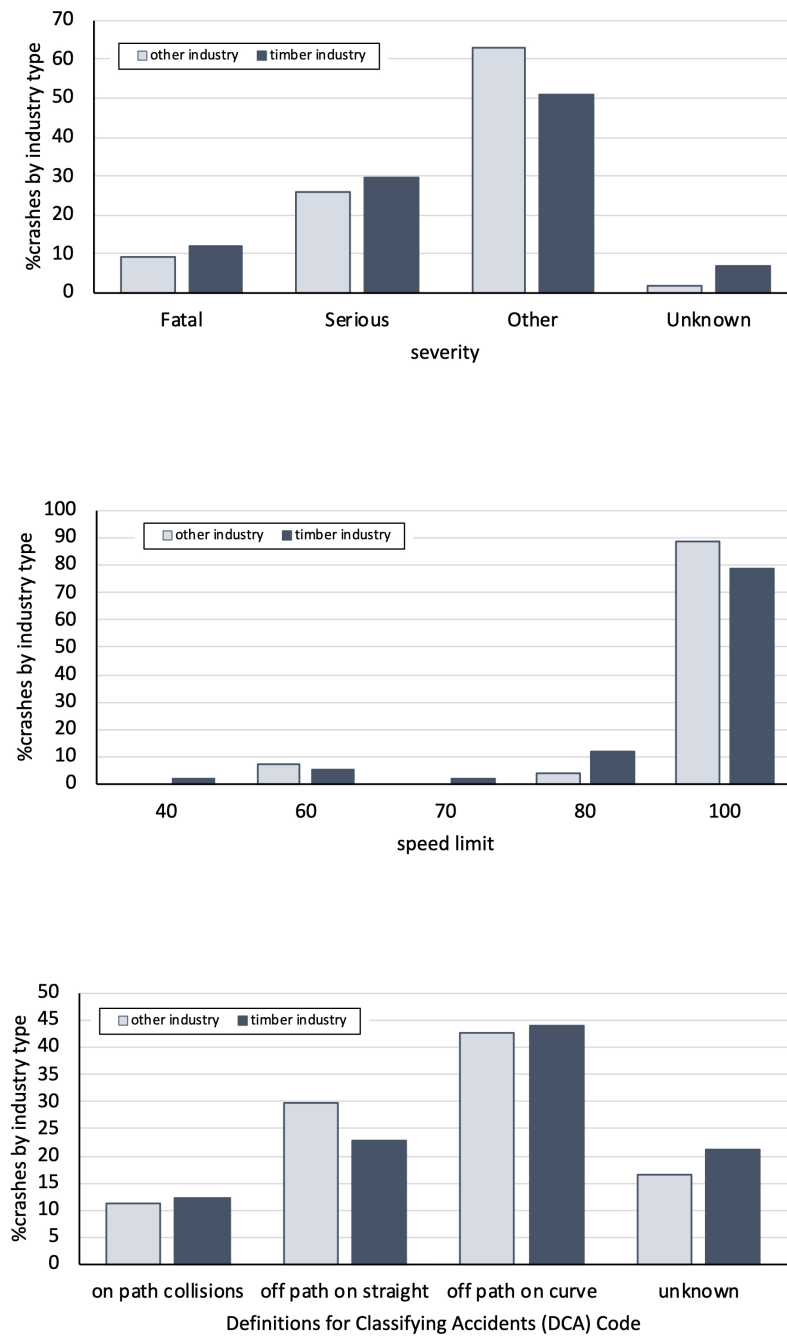 %crashes by industry type
70
60
50
40
30
20
10
0
other industry timber industry
Fatal Serious Other Unknown
severity
%crashes by industry type
100
90
80
70
60
50
40
30
20
10
0
other industry timber industry
40 60 70 80 100
speed limit
%crashes by industry type
50
45
40
35
30
25
20
15
10
5
0
other industry timber industry
on path collisions off path on straight off path on curve unknown
Definitions for Classifying Accidents (DCA) Code